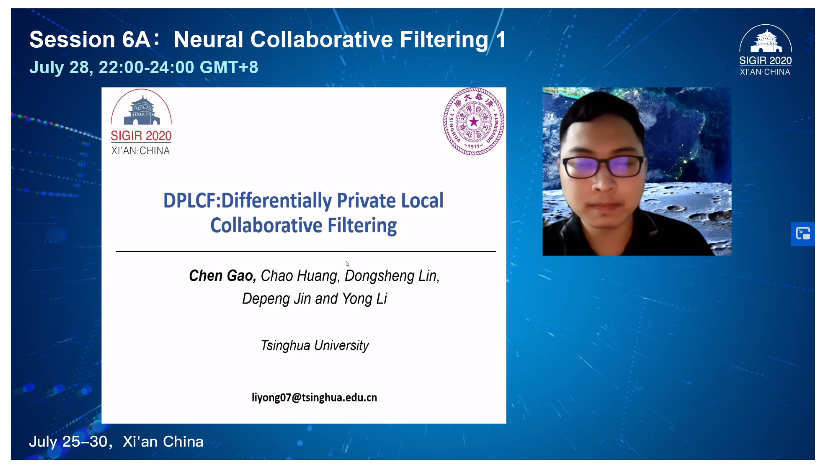 Session 6A：Neural Collaborative Filtering 1
July 28, 22:00-24:00 GMT+8
SIGIR 2020
XI'AN·CHINA
SIGIR 2020
XI'AN·CHINA
DPLCF:Differentially Private Local
Collaborative Filtering
Chen Gao, Chao Huang, Dongsheng Lin,
Depeng Jin and Yong Li
Tsinghua University
liyong07@tsinghua.edu.cn
July 25–30，Xi'an China